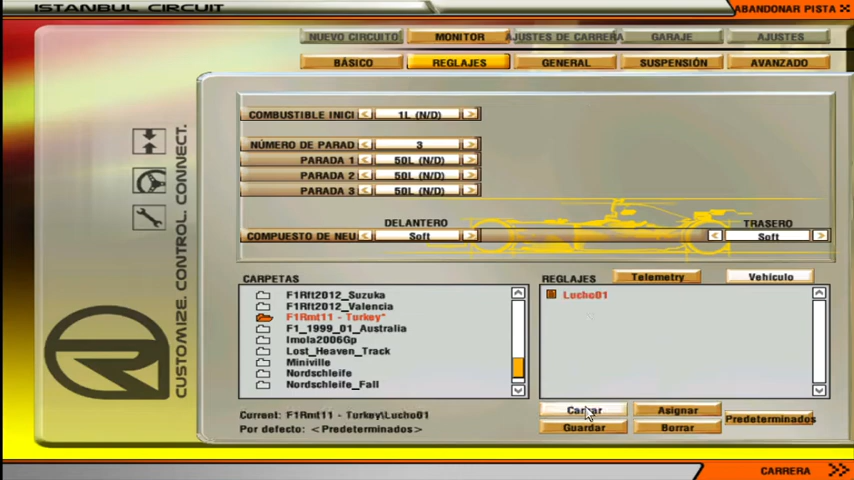 ISTANBUL CIRCUIT
ABANDONAR PISTA
NUEVO CIRCUITO MONITOR AJUSTES DE CARRERA GARAJE AJUSTES
BÁSICO REGLAJES GENERAL SUSPENSIÓN AVANZADO
CUSTOMIZE. CONTROL. CONNECT.
COMBUSTIBLE INICI < 1L (N/D) >
NÚMERO DE PARAD < 3 >
PARADA 1 < 50L (N/D) >
PARADA 2 < 50L (N/D) >
PARADA 3 < 50L (N/D) >
DELANTERO TRASERO
COMPUESTO DE NEU < Soft > < Soft >
CARPETAS
F1Rft2012_Suzuka
F1Rft2012_Valencia
F1Rmt11 - Turkey*
F1_1999_01_Australia
Imola2006Gp
Lost_Heaven_Track
Miniville
Nordschleife
Nordschleife_Fall
REGLAJES Telemetry Vehículo
Lucho01
Current: F1Rmt11 - Turkey\Lucho01
Por defecto: <Predeterminados>
Cargar Asignar
Guardar Borrar
Predeterminados
CARRERA >>